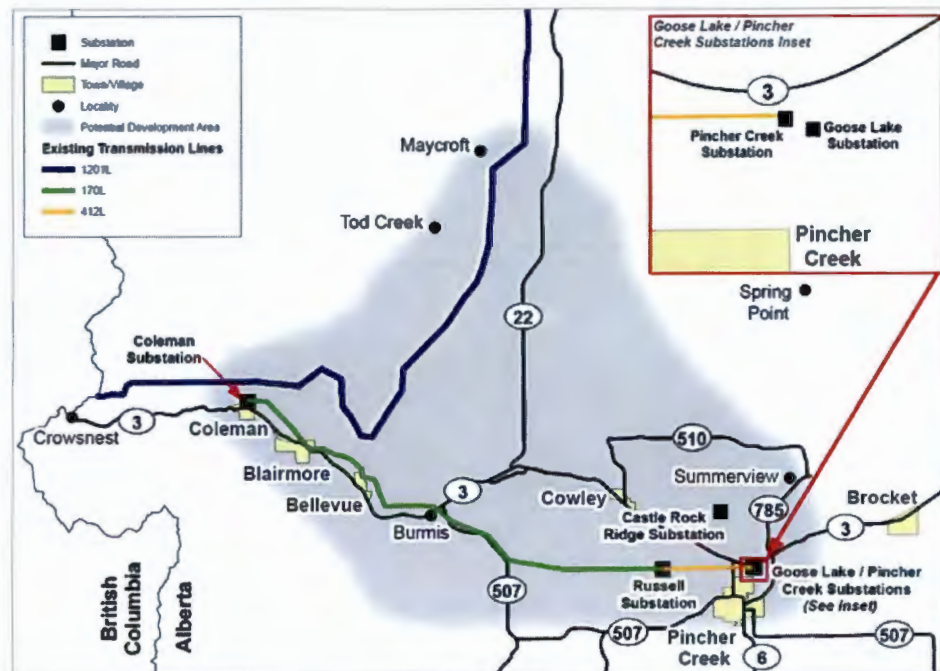 Substation
Major Road
Town/Village
Locality
Potential Development Area
Existing Transmission Lines
1201L
170L
412L
Goose Lake / Pincher
Creek Substations Inset
3
Pincher Creek
Substation
Goose Lake
Substation
Pincher
Creek
Maycroft
Tod Creek
22
Spring
Point
Coleman
Substation
Crowsnest
3
Coleman
Blairmore
Bellevue
Burmis
3
Cowley
510
Summerview
785
Brocket
3
Castle Rock
Ridge Substation
Russell
Substation
Goose Lake / Pincher
Creek Substations
(See inset)
507
507
Pincher
Creek
6
507
British
Columbia
Alberta